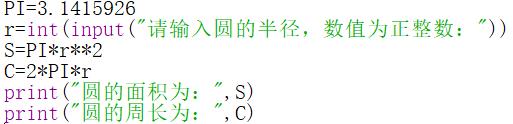 PI=3.1415926
r=int(input("请输入圆的半径，数值为正整数："))
S=PI*r**2
C=2*PI*r
print("圆的面积为：",S)
print("圆的周长为：",C)